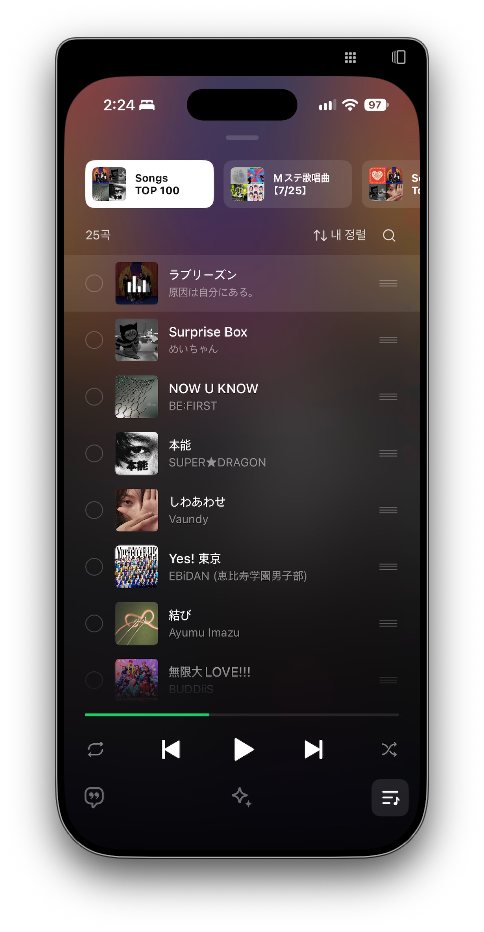 2:24
97
Songs
TOP 100
Mステ歌唱曲
[7/25]
25곡
내 정렬
ラブリーズン
原因は自分にある。
Surprise Box
めいちゃん
NOW U KNOW
BE:FIRST
本能
本能
SUPER★DRAGON
しわあわせ
Vaundy
Yes! 東京
EBiDAN (恵比寿学園男子部)
結び
Ayumu Imazu
無限大 LOVE!!!
BUDDiiS